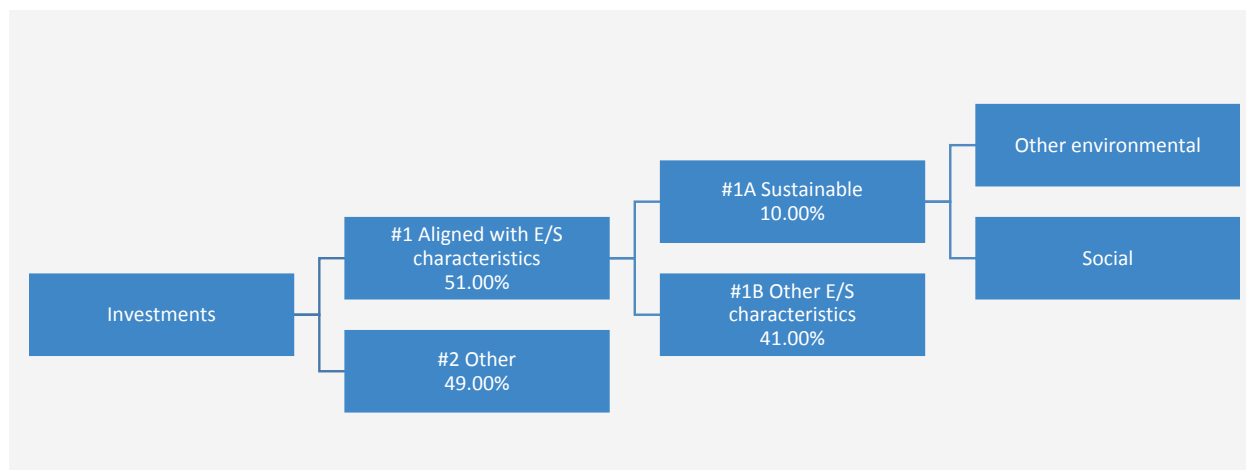 Investments
#1 Aligned with E/S
characteristics
51.00%
#2 Other
49.00%
#1A Sustainable
10.00%
#1B Other E/S
characteristics
41.00%
Other environmental
Social